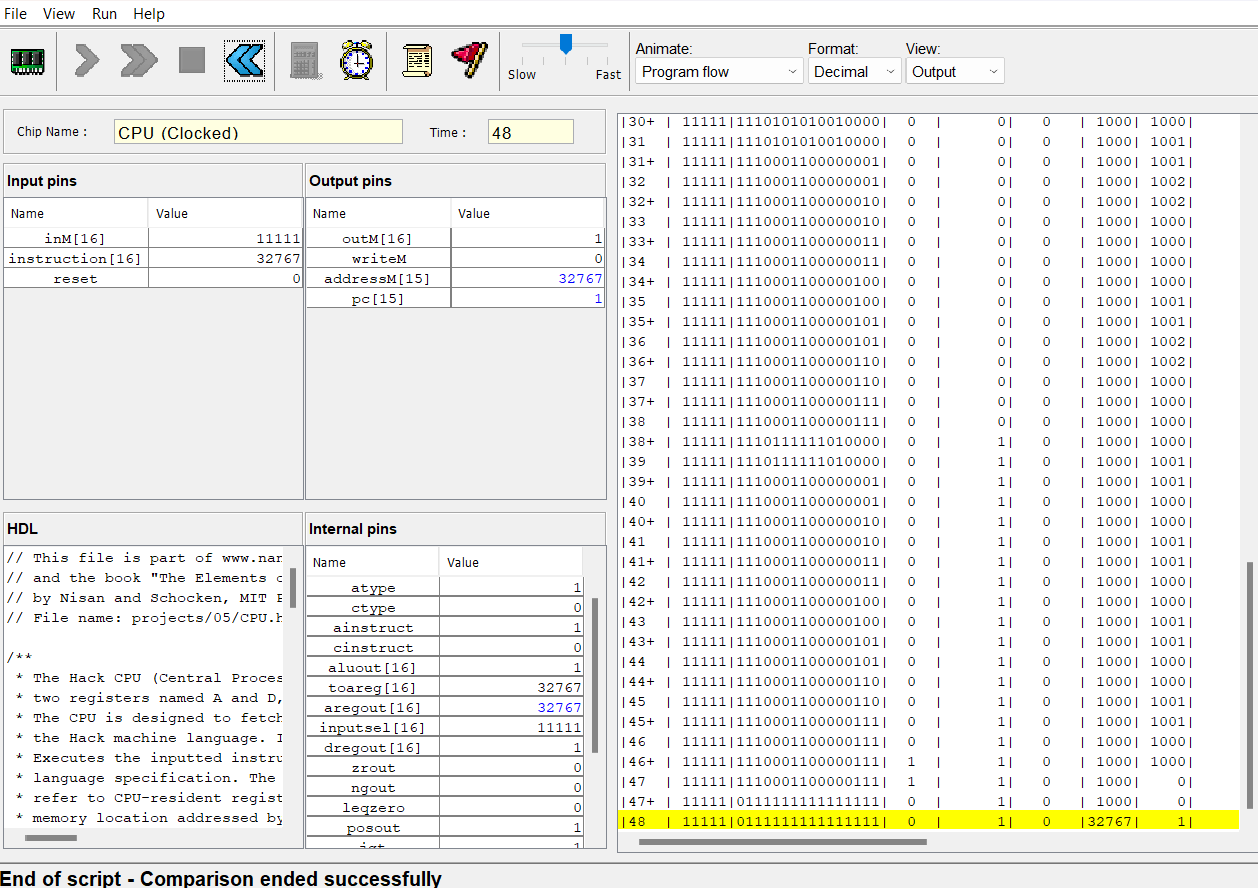 File View Run Help
Slow Fast
Animate: Format: View:
Program flow Decimal Output
Chip Name : CPU (Clocked) Time : 48
Input pins
Name Value
inM[16] 11111
instruction[16] 32767
reset 0
Output pins
Name Value
outM[16] 1
writeM 0
addressM[15] 32767
pc[15] 1
HDL
// This file is part of www.nan
// and the book "The Elements o
// by Nisan and Schocken, MIT P
// File name: projects/05/CPU.h
/**
* The Hack CPU (Central Proces
* two registers named A and D,
* The CPU is designed to fetch
* the Hack machine language. I
* Executes the inputted instru
* language specification. The
* refer to CPU-resident regist
* memory location addressed by
Internal pins
Name Value
atype 1
ctype 0
ainstruct 1
cinstruct 0
aluout[16] 1
toareg[16] 32767
aregout[16] 32767
inputsel[16] 11111
dregout[16] 1
zrout 0
ngout 0
leqzero 0
posout 1
jgt 1
|30+ | 11111|1110101010010000| 0 | 0| 0 | 1000| 1000|
|31 | 11111|1110101010010000| 0 | 0| 0 | 1000| 1001|
|31+ | 11111|1110001100000001| 0 | 0| 0 | 1000| 1001|
|32 | 11111|1110001100000001| 0 | 0| 0 | 1000| 1002|
|32+ | 11111|1110001100000010| 0 | 0| 0 | 1000| 1002|
|33 | 11111|1110001100000010| 0 | 0| 0 | 1000| 1000|
|33+ | 11111|1110001100000011| 0 | 0| 0 | 1000| 1000|
|34 | 11111|1110001100000011| 0 | 0| 0 | 1000| 1000|
|34+ | 11111|1110001100000100| 0 | 0| 0 | 1000| 1000|
|35 | 11111|1110001100000100| 0 | 0| 0 | 1000| 1001|
|35+ | 11111|1110001100000101| 0 | 0| 0 | 1000| 1001|
|36 | 11111|1110001100000101| 0 | 0| 0 | 1000| 1002|
|36+ | 11111|1110001100000110| 0 | 0| 0 | 1000| 1002|
|37 | 11111|1110001100000110| 0 | 0| 0 | 1000| 1000|
|37+ | 11111|1110001100000111| 0 | 0| 0 | 1000| 1000|
|38 | 11111|1110001100000111| 0 | 0| 0 | 1000| 1000|
|38+ | 11111|1110111111010000| 0 | 1| 0 | 1000| 1000|
|39 | 11111|1110111111010000| 0 | 1| 0 | 1000| 1001|
|39+ | 11111|1110001100000001| 0 | 1| 0 | 1000| 1001|
|40 | 11111|1110001100000001| 0 | 1| 0 | 1000| 1000|
|40+ | 11111|1110001100000010| 0 | 1| 0 | 1000| 1000|
|41 | 11111|1110001100000010| 0 | 1| 0 | 1000| 1001|
|41+ | 11111|1110001100000011| 0 | 1| 0 | 1000| 1001|
|42 | 11111|1110001100000011| 0 | 1| 0 | 1000| 1000|
|42+ | 11111|1110001100000100| 0 | 1| 0 | 1000| 1000|
|43 | 11111|1110001100000100| 0 | 1| 0 | 1000| 1001|
|43+ | 11111|1110001100000101| 0 | 1| 0 | 1000| 1001|
|44 | 11111|1110001100000101| 0 | 1| 0 | 1000| 1000|
|44+ | 11111|1110001100000110| 0 | 1| 0 | 1000| 1000|
|45 | 11111|1110001100000110| 0 | 1| 0 | 1000| 1001|
|45+ | 11111|1110001100000111| 0 | 1| 0 | 1000| 1001|
|46 | 11111|1110001100000111| 0 | 1| 0 | 1000| 1000|
|46+ | 11111|1110001100000111| 1 | 1| 0 | 1000| 1000|
|47 | 11111|1110001100000111| 1 | 1| 0 | 1000| 0|
|47+ | 11111|0111111111111111| 0 | 1| 0 | 1000| 0|
|48 | 11111|0111111111111111| 0 | 1| 0 |32767| 1|
End of script - Comparison ended successfully